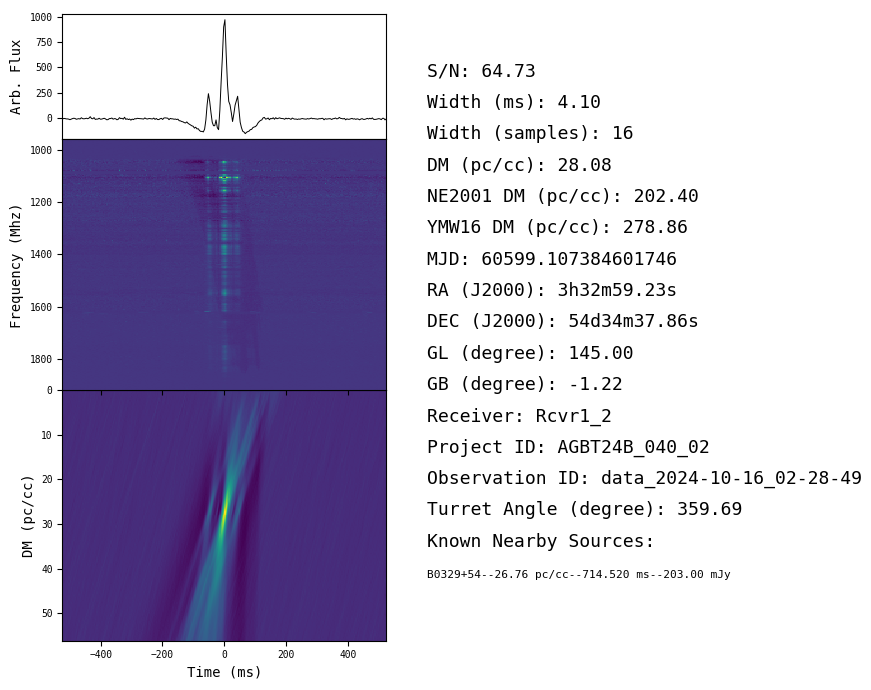 1000
750
500
250
0
Arb. Flux
1000
1200
1400
1600
1800
Frequency (Mhz)
0
10
20
30
40
50
DM (pc/cc)
−400 −200 0 200 400
Time (ms)
S/N: 64.73
Width (ms): 4.10
Width (samples): 16
DM (pc/cc): 28.08
NE2001 DM (pc/cc): 202.40
YMW16 DM (pc/cc): 278.86
MJD: 60599.107384601746
RA (J2000): 3h32m59.23s
DEC (J2000): 54d34m37.86s
GL (degree): 145.00
GB (degree): -1.22
Receiver: Rcvr1_2
Project ID: AGBT24B_040_02
Observation ID: data_2024-10-16_02-28-49
Turret Angle (degree): 359.69
Known Nearby Sources:
B0329+54--26.76 pc/cc--714.520 ms--203.00 mJy